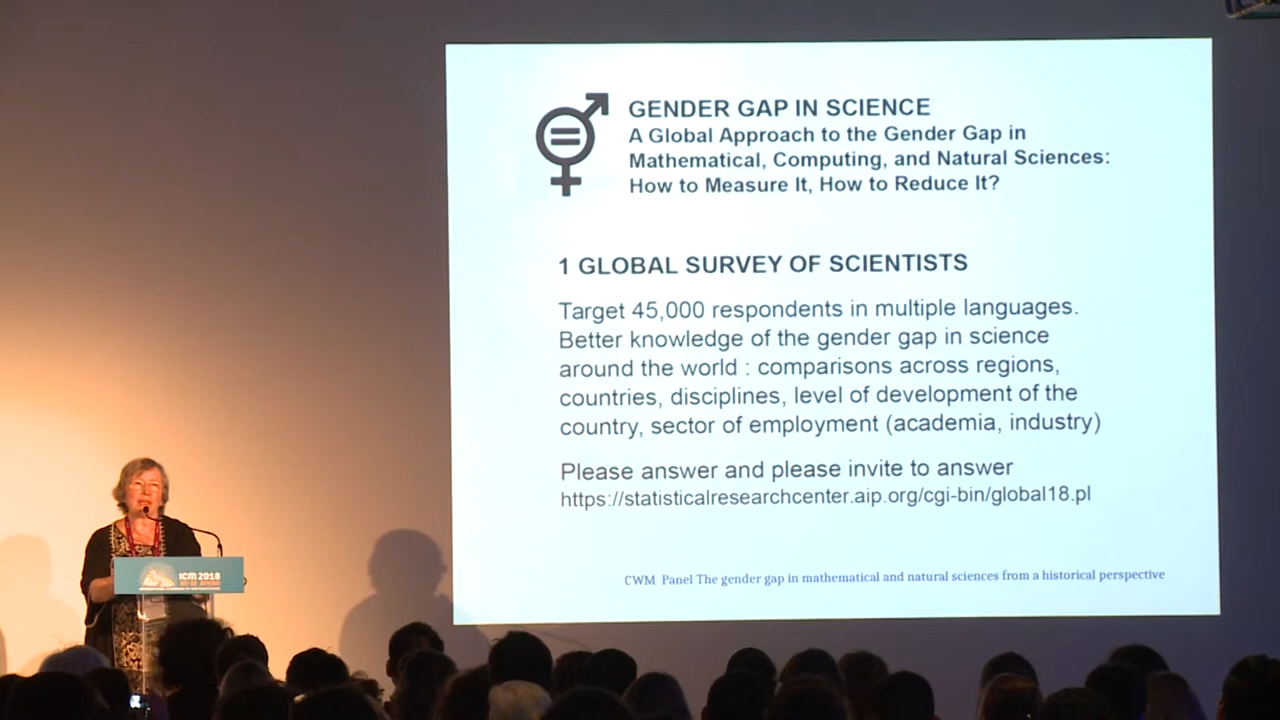 GENDER GAP IN SCIENCE
A Global Approach to the Gender Gap in
Mathematical, Computing, and Natural Sciences:
How to Measure It, How to Reduce It?
1 GLOBAL SURVEY OF SCIENTISTS
Target 45,000 respondents in multiple languages.
Better knowledge of the gender gap in science
around the world : comparisons across regions,
countries, disciplines, level of development of the
country, sector of employment (academia, industry)
Please answer and please invite to answer
https://statisticalresearchcenter.aip.org/cgi-bin/global18.pl
CWM Panel The gender gap in mathematical and natural sciences from a historical perspective
ICM 2018
RIO DE JANEIRO